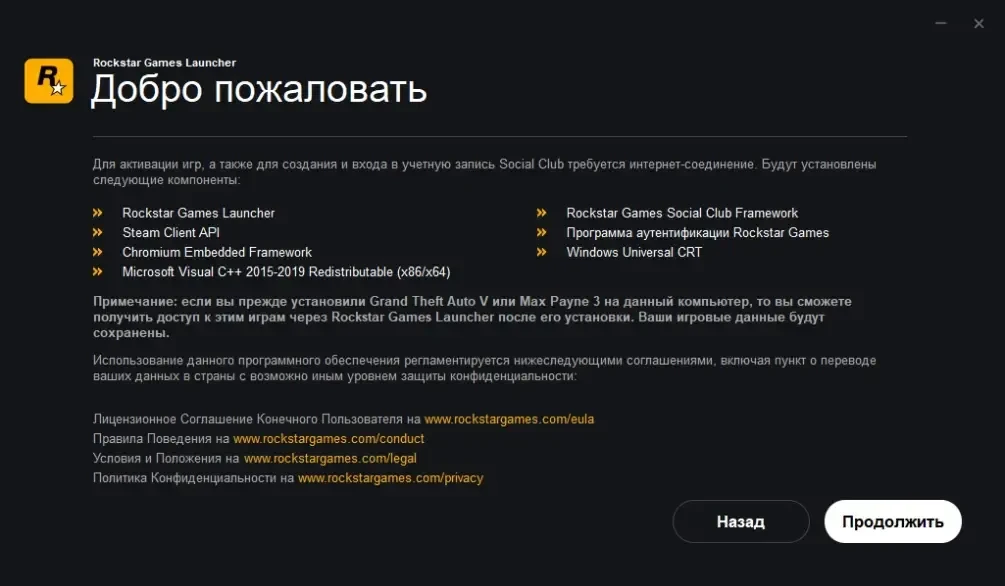 Rockstar Games Launcher
Добро пожаловать
Для активации игр, а также для создания и входа в учетную запись Social Club требуется интернет-соединение. Будут установлены
следующие компоненты:
Rockstar Games Launcher
Steam Client API
Chromium Embedded Framework
Microsoft Visual C++ 2015-2019 Redistributable (x86/x64)
Rockstar Games Social Club Framework
Программа аутентификации Rockstar Games
Windows Universal CRT
Примечание: если вы прежде установили Grand Theft Auto V или Max Payne 3 на данный компьютер, то вы сможете
получить доступ к этим играм через Rockstar Games Launcher после его установки. Ваши игровые данные будут
сохранены.
Использование данного программного обеспечения регламентируется нижеследующими соглашениями, включая пункт о переводе
ваших данных в страны с возможно иным уровнем защиты конфиденциальности:
Лицензионное Соглашение Конечного Пользователя на www.rockstargames.com/eula
Правила Поведения на www.rockstargames.com/conduct
Условия и Положения на www.rockstargames.com/legal
Политика Конфиденциальности на www.rockstargames.com/privacy
Назад
Продолжить